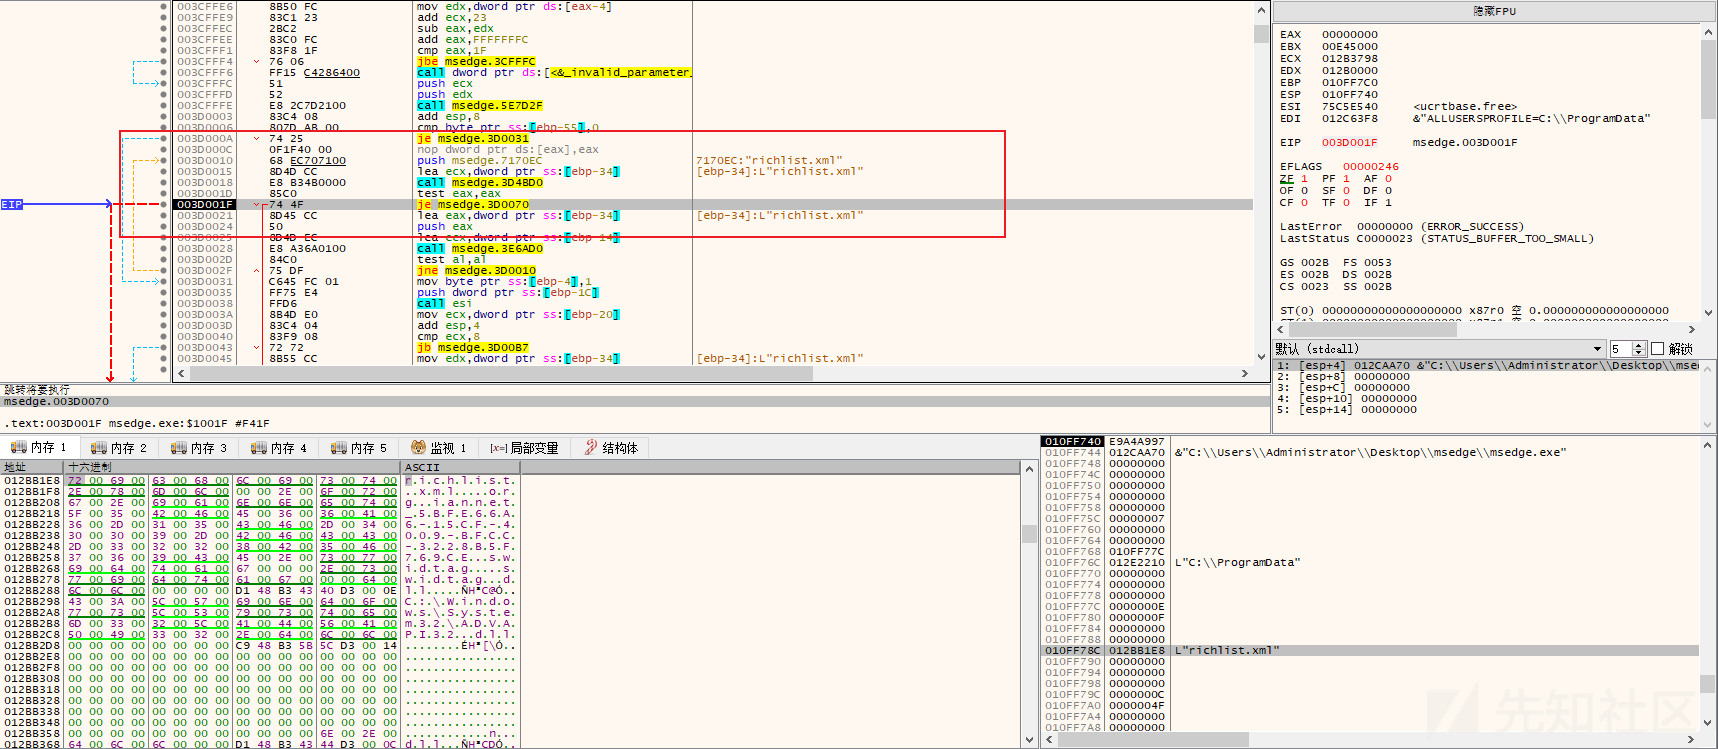 003CFFE6 8B50 FC mov edx,dword ptr ds:[eax-4]
003CFFE9 83C1 23 add ecx,23
003CFFEC 2BC2 sub eax,edx
003CFFEE 83C0 FC add eax,FFFFFFFC
003CFFF1 83F8 1F cmp eax,1F
003CFFF4 76 06 jbe msedge.3CFFFC
003CFFF6 FF15 C4286400 call dword ptr ds:[<&_invalid_parameter_
003CFFFC 51 push ecx
003CFFFD 52 push edx
003CFFFE E8 2C7D2100 call msedge.5E7D2F
003D0003 83C4 08 add esp,8
003D0006 807D AB 00 cmp byte ptr ss:[ebp-55],0
003D000A 74 25 je msedge.3D0031
003D000C 0F1F40 00 nop dword ptr ds:[eax],eax
003D0010 68 EC707100 push msedge.7170EC 7170EC:"richlist.xml"
003D0015 8D4D CC lea ecx,dword ptr ss:[ebp-34] [ebp-34]:L"richlist.xml"
003D0018 E8 B34B0000 call msedge.3D4BD0
003D001D 85C0 test eax,eax
EIP 003D001F 74 4F je msedge.3D0070
003D0021 8D45 CC lea eax,dword ptr ss:[ebp-34] [ebp-34]:L"richlist.xml"
003D0024 50 push eax
003D0025 8D4D EC lea ecx,dword ptr ss:[ebp-14]
003D0028 E8 A36A0100 call msedge.3E6AD0
003D002D 84C0 test al,al
003D002F 75 DF jne msedge.3D0010
003D0031 C645 FC 01 mov byte ptr ss:[ebp-4],1
003D0035 FF75 E4 push dword ptr ss:[ebp-1C]
003D0038 FFD6 call esi
003D003A 8B4D E0 mov ecx,dword ptr ss:[ebp-20]
003D003D 83C4 04 add esp,4
003D0040 83F9 08 cmp ecx,8
003D0043 72 72 jb msedge.3D00B7
003D0045 8B55 CC mov edx,dword ptr ss:[ebp-34] [ebp-34]:L"richlist.xml"
隐藏FPU
EAX 00000000
EBX 00E45000
ECX 012B3798
EDX 012B0000
EBP 010FF7C0
ESP 010FF740
ESI 75C5E540 <ucrtbase.free>
EDI 012C63F8 &"ALLUSERSPROFILE=C:\\ProgramData"
EIP 003D001F msedge.003D001F
EFLAGS 00000246
ZF 1 PF 1 AF 0
OF 0 SF 0 DF 0
CF 0 TF 0 IF 1
LastError 00000000 (ERROR_SUCCESS)
LastStatus C0000023 (STATUS_BUFFER_TOO_SMALL)
GS 002B FS 0053
ES 002B DS 002B
CS 0023 SS 002B
ST(0) 00000000000000000000 x87r0 空 0.000000000000000000
默认 (stdcall) 5 解锁
1: [esp+4] 012CAA70 &"C:\\Users\\Administrator\\Desktop\\mse
2: [esp+8] 00000000
3: [esp+C] 00000000
4: [esp+10] 00000000
5: [esp+14] 00000000
跳转将要执行
msedge.003D0070
.text:003D001F msedge.exe:$1001F #F41F
内存 1 内存 2 内存 3 内存 4 内存 5 监视 1 [x=] 局部变量 结构体
地址 十六进制 ASCII
012BB1E8 72 00 69 00 63 00 68 00 6C 00 69 00 73 00 74 00 r.i.c.h.l.i.s.t.
012BB1F8 2E 00 78 00 6D 00 6C 00 00 00 2E 00 6F 00 72 00 ..x.m.l.....o.r.
012BB208 67 00 2E 00 69 00 61 00 6E 00 6E 00 65 00 74 00 g...i.a.n.n.e.t.
012BB218 5F 00 35 00 42 00 46 00 45 00 36 00 36 00 41 00 _.5.B.F.E.6.6.A.
012BB228 36 00 2D 00 31 00 35 00 43 00 46 00 2D 00 34 00 6.-.1.5.C.F.-.4.
012BB238 30 00 30 00 39 00 2D 00 42 00 46 00 43 00 43 00 0.0.9.-.B.F.C.C.
012BB248 2D 00 33 00 32 00 32 00 38 00 42 00 35 00 46 00 -.3.2.2.8.B.5.F.
012BB258 37 00 36 00 39 00 43 00 45 00 2E 00 73 00 77 00 7.6.9.C.E...s.w.
012BB268 69 00 64 00 74 00 61 00 67 00 00 00 2E 00 73 00 i.d.t.a.g.....s.
012BB278 77 00 69 00 64 00 74 00 61 00 67 00 00 00 64 00 w.i.d.t.a.g...d.
012BB288 6C 00 6C 00 00 00 00 00 D1 48 B3 43 40 D3 00 0E l.l.....ÑH³C@Ó..
012BB298 43 00 3A 00 5C 00 57 00 69 00 6E 00 64 00 6F 00 C.:.\.W.i.n.d.o.
012BB2A8 77 00 73 00 5C 00 53 00 79 00 73 00 74 00 65 00 w.s.\.S.y.s.t.e.
012BB2B8 6D 00 33 00 32 00 5C 00 41 00 44 00 56 00 41 00 m.3.2.\.A.D.V.A.
012BB2C8 50 00 49 00 33 00 32 00 2E 00 64 00 6C 00 6C 00 P.I.3.2...d.l.l.
012BB2D8 00 00 00 00 00 00 00 00 C9 48 B3 5B 5C D3 00 14 ........ÉH³[\Ó..
012BB2E8 00 00 00 00 00 00 00 00 00 00 00 00 00 00 00 00 ................
012BB2F8 00 00 00 00 00 00 00 00 00 00 00 00 00 00 00 00 ................
012BB308 00 00 00 00 00 00 00 00 00 00 00 00 00 00 00 00 ................
012BB318 00 00 00 00 00 00 00 00 00 00 00 00 00 00 00 00 ................
012BB328 00 00 00 00 00 00 00 00 00 00 00 00 00 00 00 00 ................
012BB338 00 00 00 00 00 00 00 00 00 00 00 00 00 00 00 00 ................
012BB348 00 00 00 00 00 00 00 00 00 00 00 00 00 00 00 00 ................
012BB358 00 00 00 00 00 00 00 00 00 00 00 00 6E 00 2E 00 ............n...
012BB368 64 00 6C 00 6C 00 00 00 D1 48 B3 43 44 D3 00 0C d.l.l...ÑH³CDÓ..
010FF740 E9A4A997
010FF744 012CAA70 &"C:\\Users\\Administrator\\Desktop\\msedge\\msedge.exe"
010FF748 00000000
010FF74C 00000000
010FF750 00000000
010FF754 00000000
010FF758 00000000
010FF75C 00000007
010FF760 00000000
010FF764 00000000
010FF768 010FF77C
010FF76C 012E2210 L"C:\\ProgramData"
010FF770 00000000
010FF774 00000000
010FF778 00000000
010FF77C 0000000E
010FF780 0000000F
010FF784 00000000
010FF788 00000000
010FF78C 012BB1E8 L"richlist.xml"
010FF790 00000000
010FF794 00000000
010FF798 00000000
010FF79C 0000000C
010FF7A0 0000004F
010FF7A4 00000000
010FF7A8 00000000
先知社区